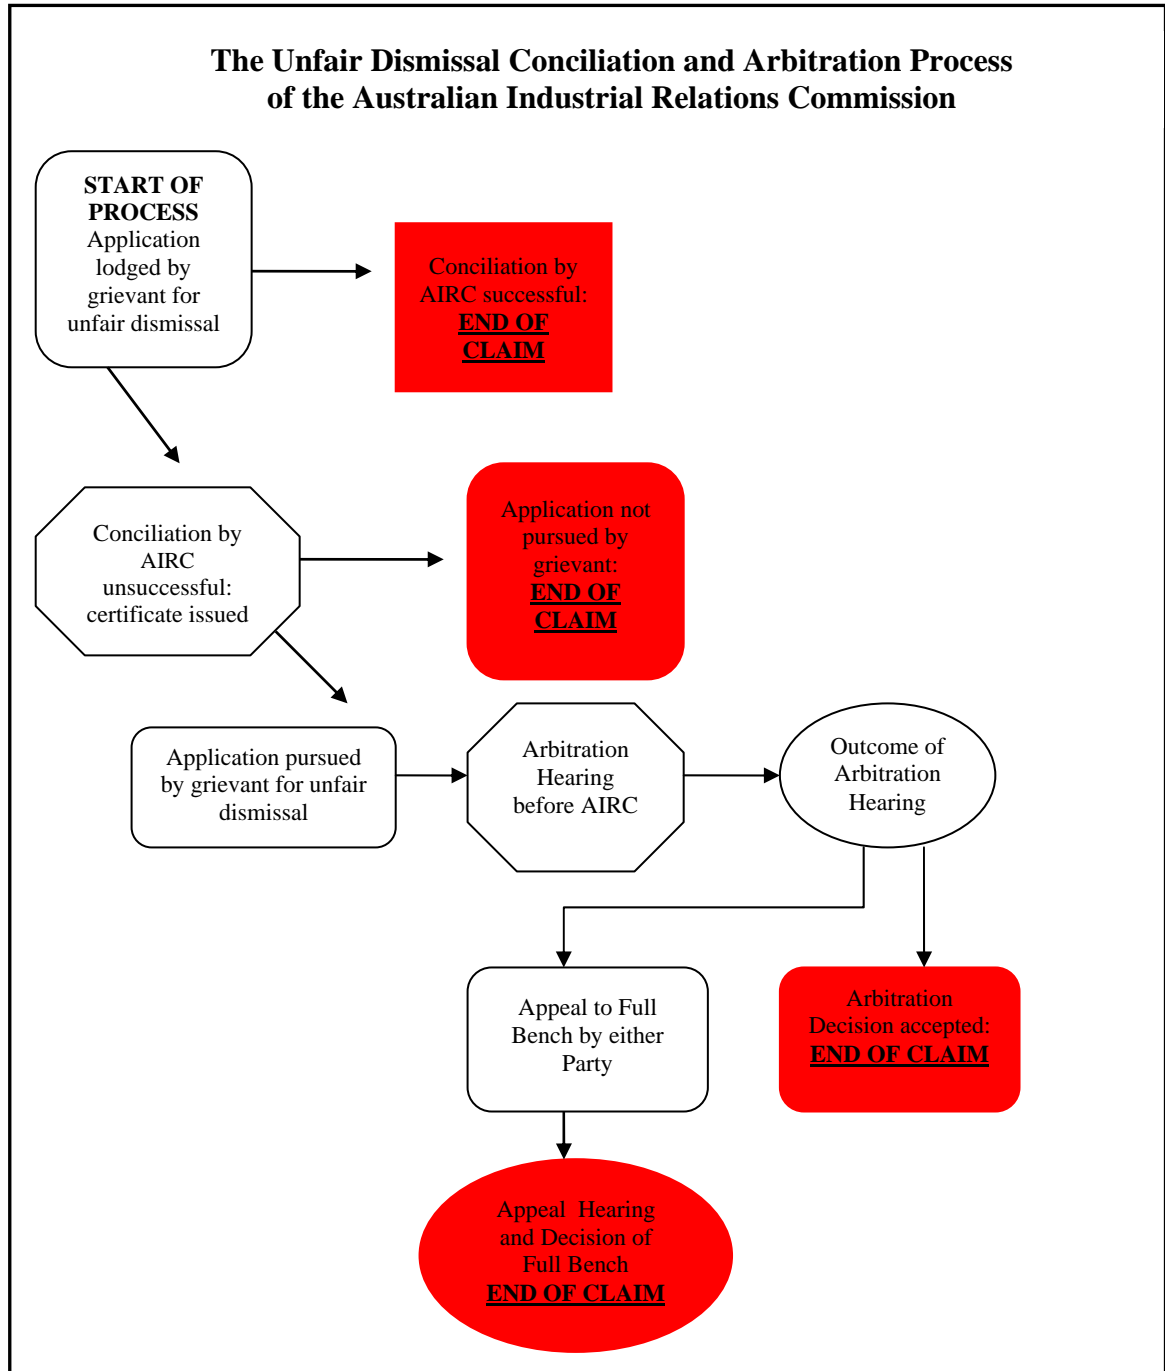 The Unfair Dismissal Conciliation and Arbitration Process
of the Australian Industrial Relations Commission
START OF
PROCESS
Application
lodged by
grievant for
unfair dismissal
Conciliation by
AIRC successful:
END OF
CLAIM
Conciliation by
AIRC
unsuccessful:
certificate issued
Application not
pursued by
grievant:
END OF
CLAIM
Application pursued
by grievant for unfair
dismissal
Arbitration
Hearing
before AIRC
Outcome of
Arbitration
Hearing
Appeal to Full
Bench by either
Party
Arbitration
Decision accepted:
END OF CLAIM
Appeal Hearing
and Decision of
Full Bench
END OF CLAIM